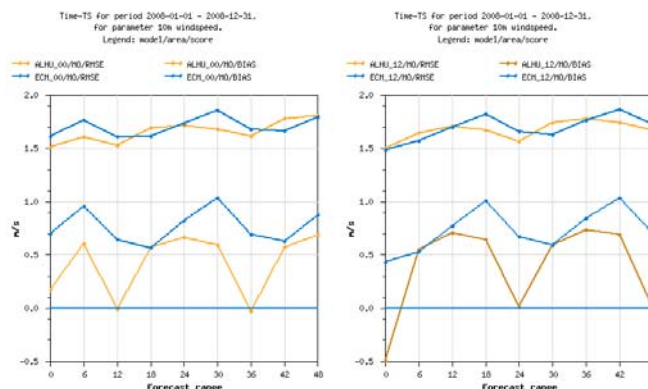 Time-TS for period 2008-01-01 - 2008-12-31.
for parameter 10m windspeed.
Legend: model/area/score
ALHU_00/MO/RMSE
ALHU_00/MO/BIAS
ECM_00/MO/RMSE
ECM_00/MO/BIAS
2.0
1.5
1.0
0.5
0.0
-0.5
m/s
0 6 12 18 24 30 36 42 48
Forecast range
Time-TS for period 2008-01-01 - 2008-12-31.
for parameter 10m windspeed.
Legend: model/area/score
ALHU_12/MO/RMSE
ALHU_12/MO/BIAS
ECM_12/MO/RMSE
ECM_12/MO/BIAS
2.0
1.5
1.0
0.5
0.0
-0.5
m/s
0 6 12 18 24 30 36 42
Forecast range